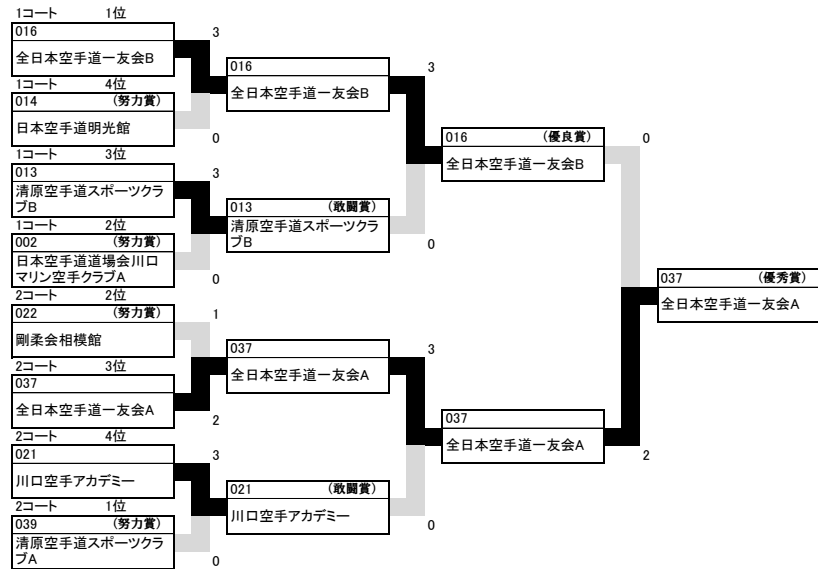 1コート 1位
016
全日本空手道一友会B
3
1コート 4位
014 (努力賞)
日本空手道明光館
0
1コート 3位
013
清原空手道スポーツクラ
ブB
3
1コート 2位
002 (努力賞)
日本空手道道場会川口
マリン空手クラブA
0
2コート 2位
022 (努力賞)
剛柔会相模館
1
2コート 3位
037
全日本空手道一友会A
2
2コート 4位
021
川口空手アカデミー
3
2コート 1位
039 (努力賞)
清原空手道スポーツクラ
ブA
0
016
全日本空手道一友会B
3
013 (敢闘賞)
清原空手道スポーツクラ
ブB
0
037
全日本空手道一友会A
3
021 (敢闘賞)
川口空手アカデミー
0
016 (優良賞)
全日本空手道一友会B
0
037
全日本空手道一友会A
2
037 (優秀賞)
全日本空手道一友会A